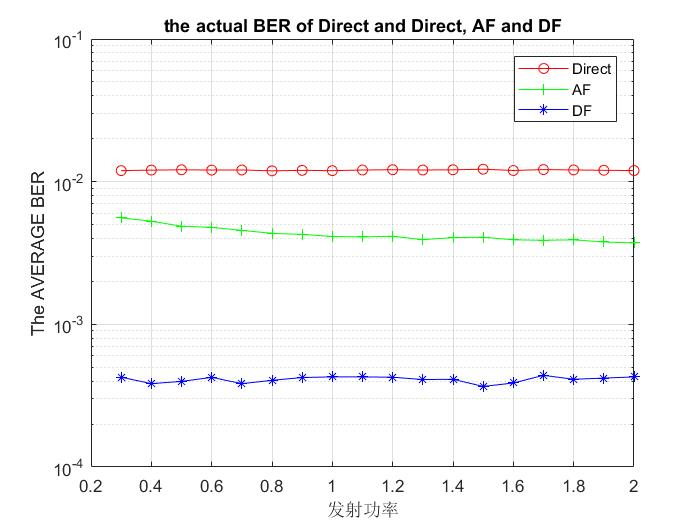 the actual BER of Direct and Direct, AF and DF
10^-1
Direct
AF
DF
10^-2
The AVERAGE BER
10^-3
10^-4
0.2 0.4 0.6 0.8 1 1.2 1.4 1.6 1.8 2
发射功率